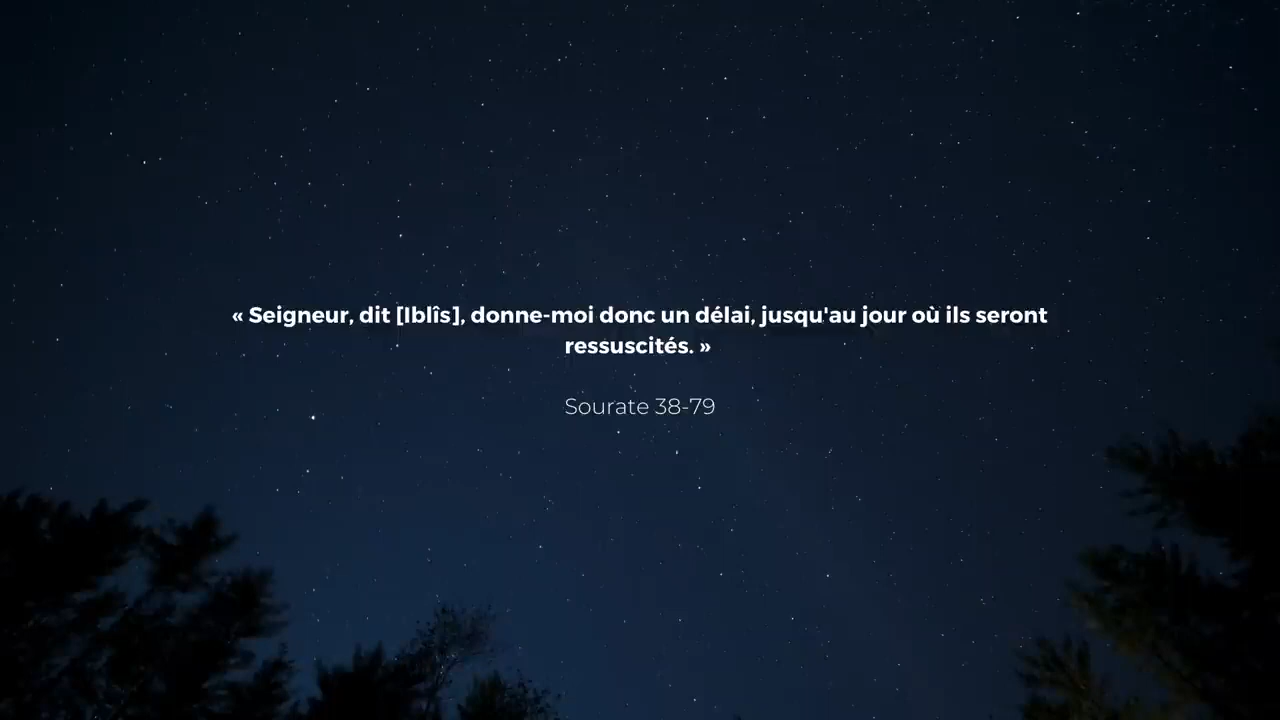 « Seigneur, dit [Iblîs], donne-moi donc un délai, jusqu'au jour où ils seront
ressuscités. »
Sourate 38-79